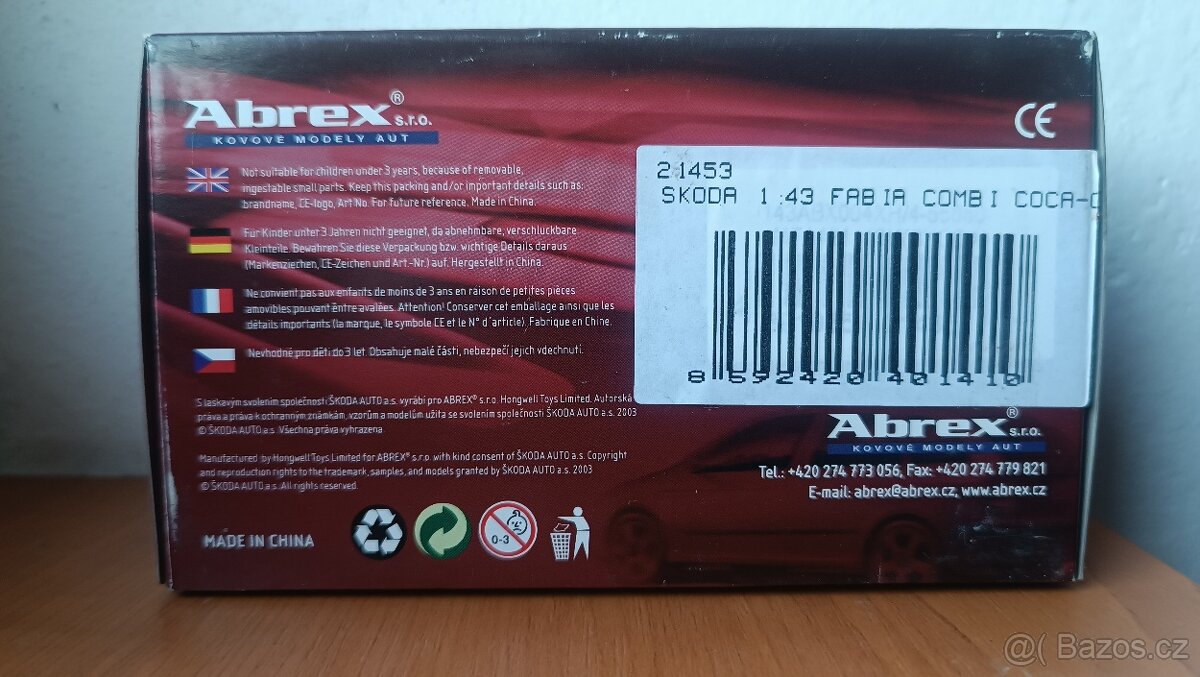 Abrex® s.r.o.
KOVOVÉ MODELY AUT
CE
Not suitable for children under 3 years, because of removable,
ingestable small parts. Keep this packing and/or important details such as:
brandname, CE-logo, Art No. For future reference. Made in China.
Für Kinder unter 3 Jahren nicht geeignet, da abnehmbare, verschluckbare
Kleinteile. Bewahren Sie diese Verpackung bzw. wichtige Details daraus
(Markenziechen, CE-Zeichen und Art.-Nr.) auf. Hergestellt in China.
Ne convient pas aux enfants de moins de 3 ans en raison de petites pièces
amovibles pouvant être avalées. Attention! Conserver cet emballage ainsi que les
détails importants (la marque, le symbole CE et le N° d'article). Fabrique en Chine.
Nevhodné pro děti do 3 let. Obsahuje malé části, nebezpečí jejich vdechnutí.
21453
SKODA 1:43 FABIA COMBI COCA-C
8 592420 401410
S laskavým svolením společnosti ŠKODA AUTO a.s. vyrábí pro ABREX® s.r.o. Hongwell Toys Limited. Autorská
práva a práva k ochranným známkám, vzorům a modelům užita se svolením společnosti ŠKODA AUTO a.s. 2003
© ŠKODA AUTO a.s. Všechna práva vyhrazena.
Manufactured by Hongwell Toys Limited for ABREX® s.r.o. with kind consent of ŠKODA AUTO a.s. Copyright
and reproduction rights to the trademark, samples, and models granted by ŠKODA AUTO a.s. 2003
© ŠKODA AUTO a.s. All rights reserved.
Abrex® s.r.o.
KOVOVÉ MODELY AUT
Tel.: +420 274 773 056, Fax: +420 274 779 821
E-mail: abrex@abrex.cz, www.abrex.cz
MADE IN CHINA
0-3
@( Bazos.cz